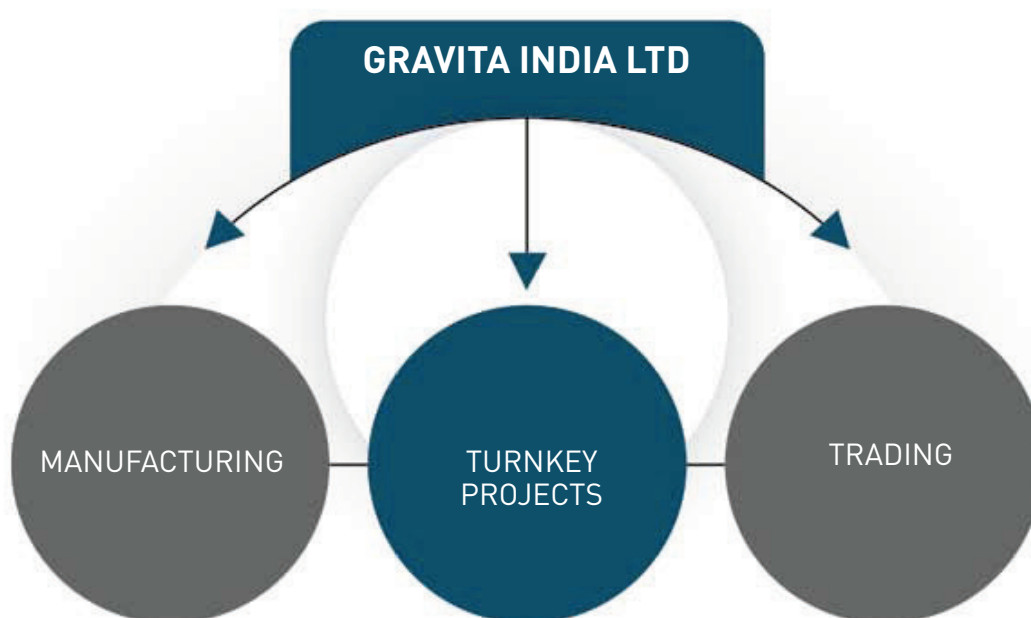 GRAVITA INDIA LTD
MANUFACTURING
TURNKEY
PROJECTS
TRADING